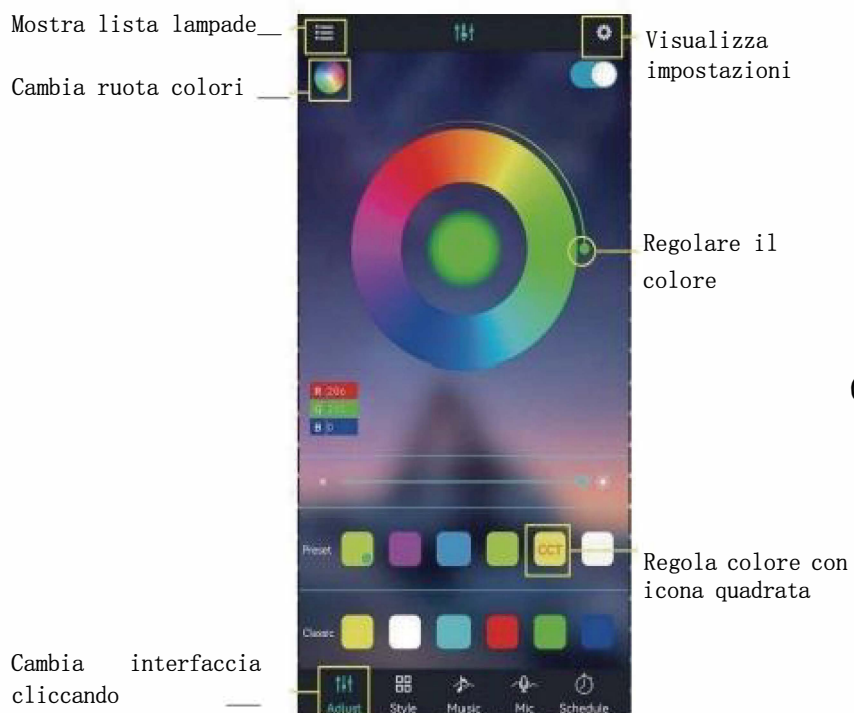 Mostra lista lampade
Visualizza
impostazioni
Cambia ruota colori
Regolare il
colore
R 206
G
B 0
Preset
CCT
Regola colore con
icona quadrata
Classic
Cambia interfaccia
cliccando
Adjust Style Music Mic Schedule